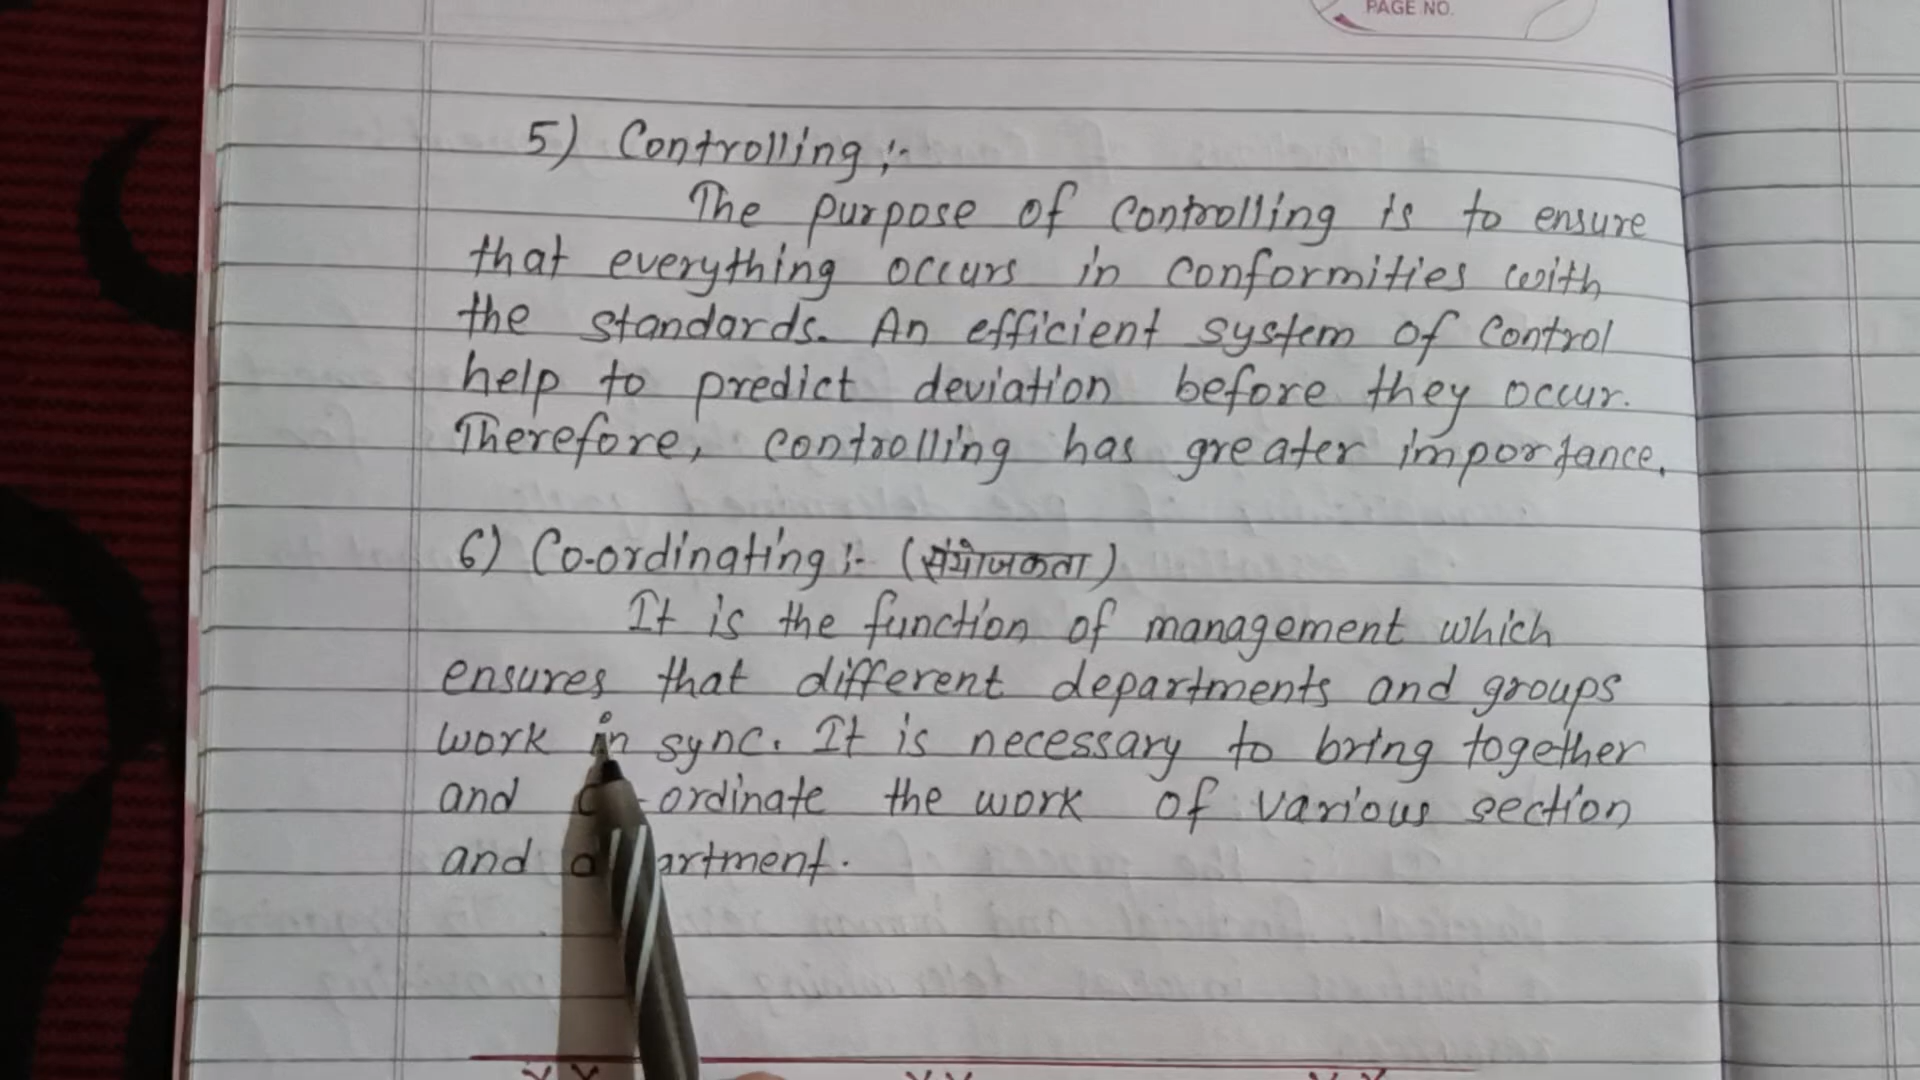 PAGE NO.
5) Controlling :-
The purpose of controlling is to ensure
that everything occurs in conformities with
the standards. An efficient system of control
help to predict deviation before they occur.
Therefore, controlling has greater importance.
6) Co-ordinating :- (संयोजकता)
It is the function of management which
ensures that different departments and groups
work in sync. It is necessary to bring together
and -ordinate the work of various section
and artment.